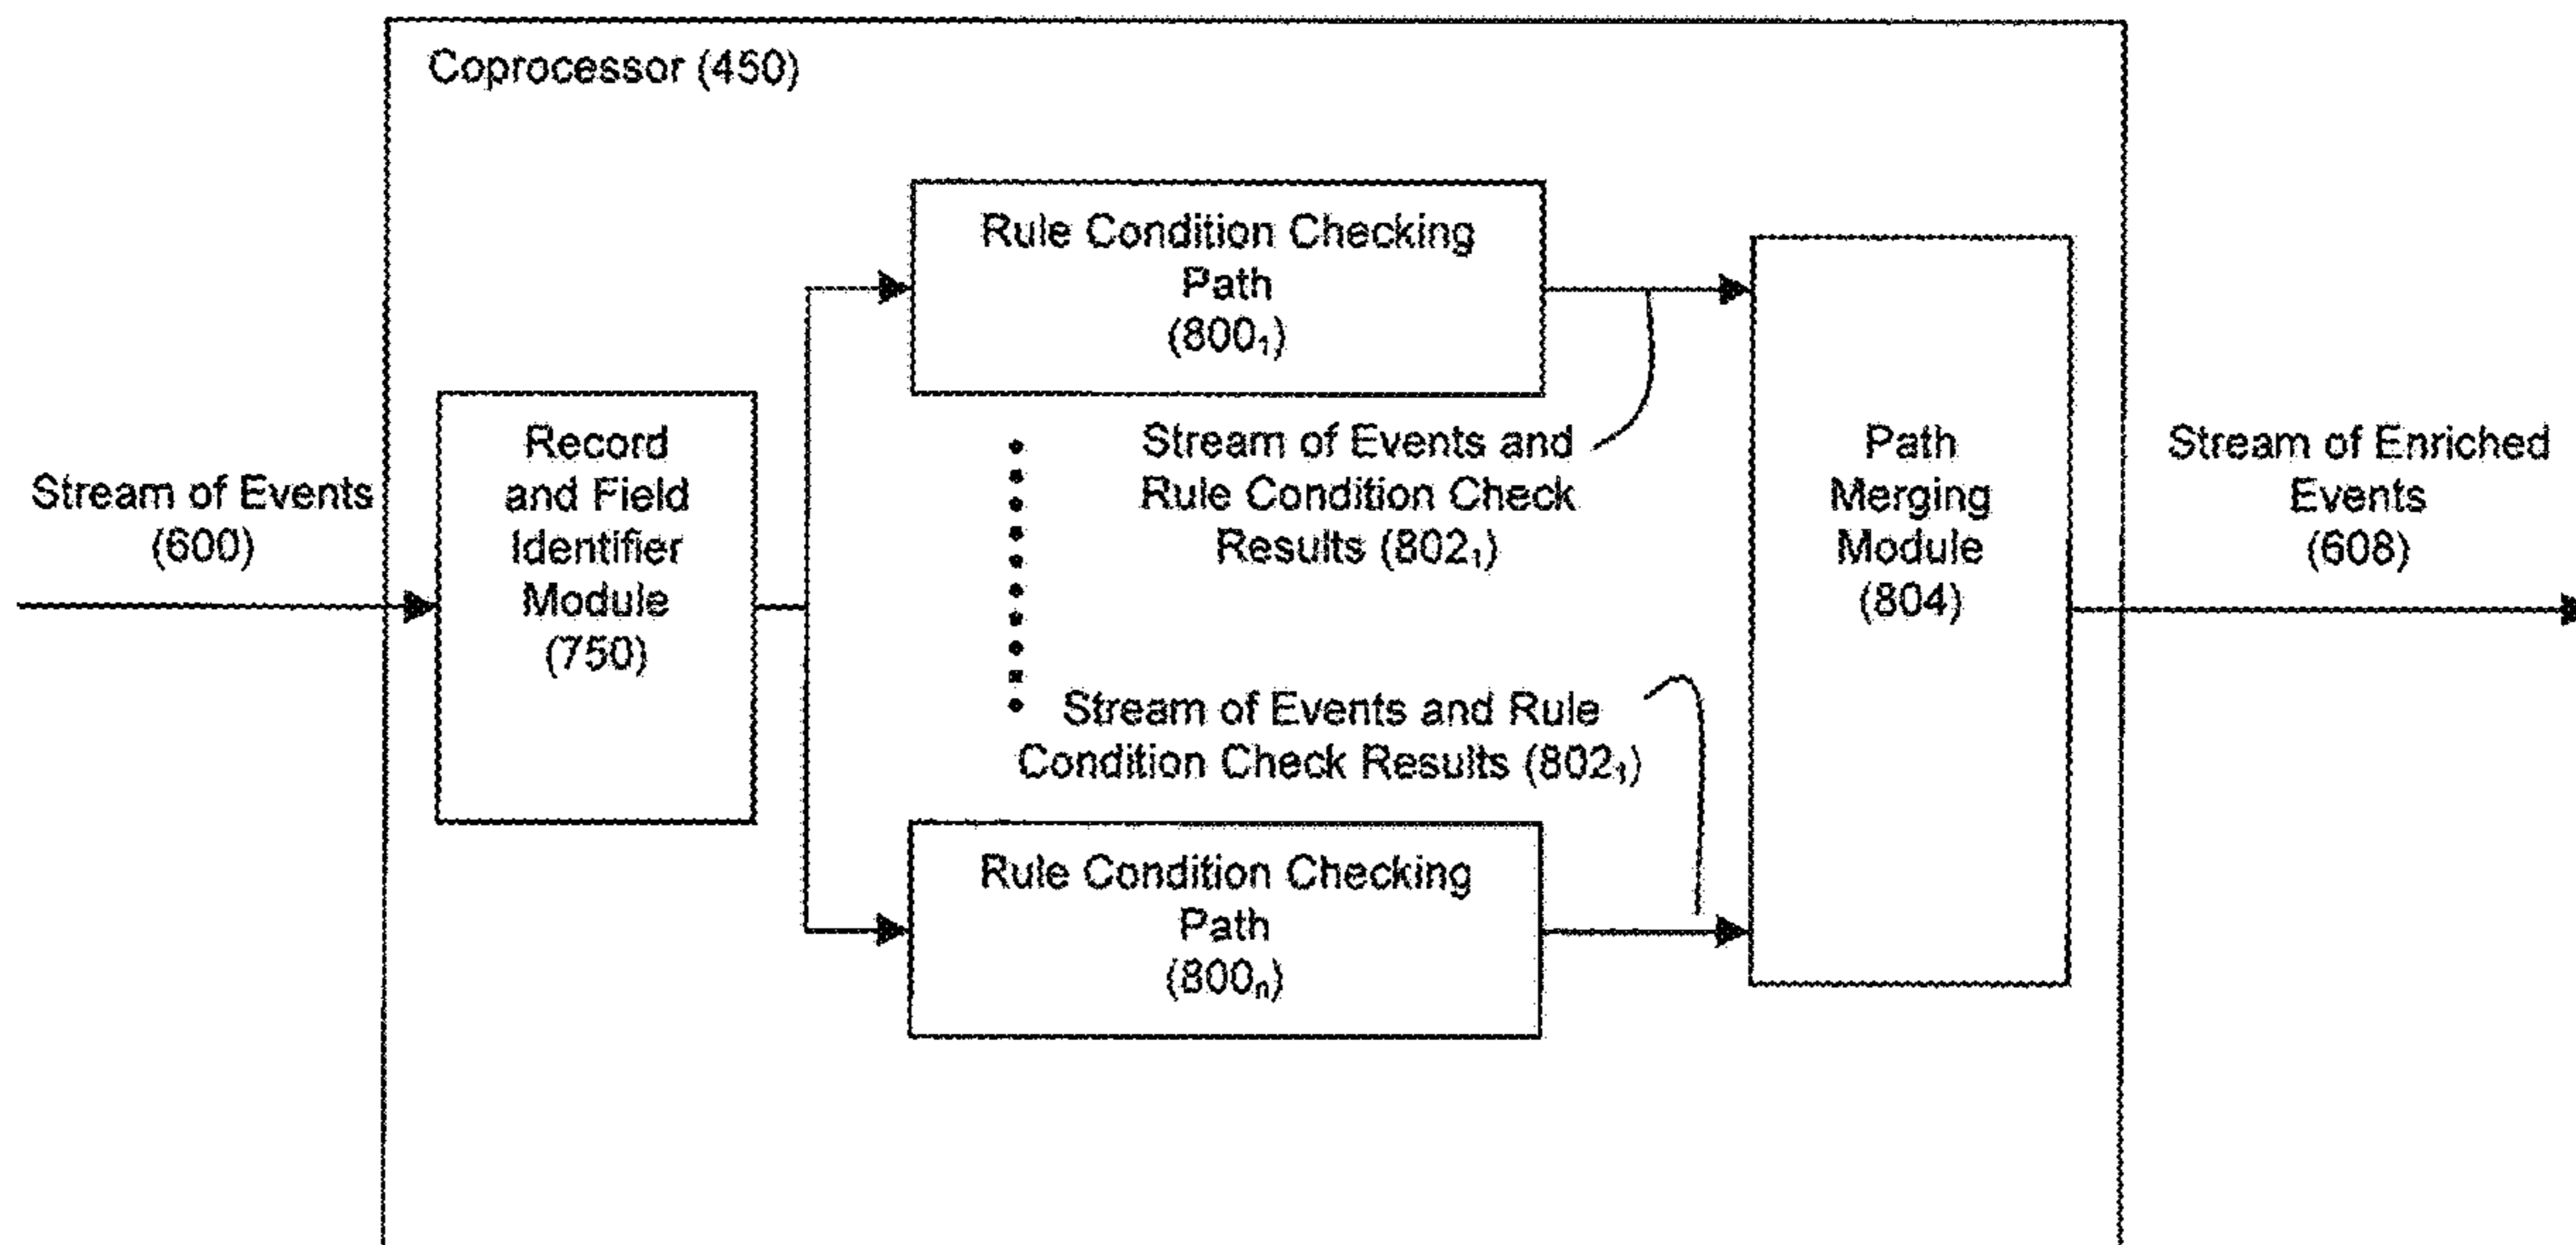 Coprocessor (450)
Stream of Events
(600)
Record
and Field
Identifier
Module
(750)
Rule Condition Checking
Path
(800₁)
Stream of Events and
Rule Condition Check
Results (802₁)
Stream of Events and Rule
Condition Check Results (802₁)
Rule Condition Checking
Path
(800ₙ)
Path
Merging
Module
(804)
Stream of Enriched
Events
(608)